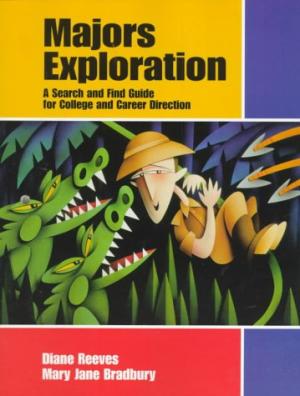 Majors
Exploration
A Search and Find Guide
for College and Career Direction
Diane Reeves
Mary Jane Bradbury